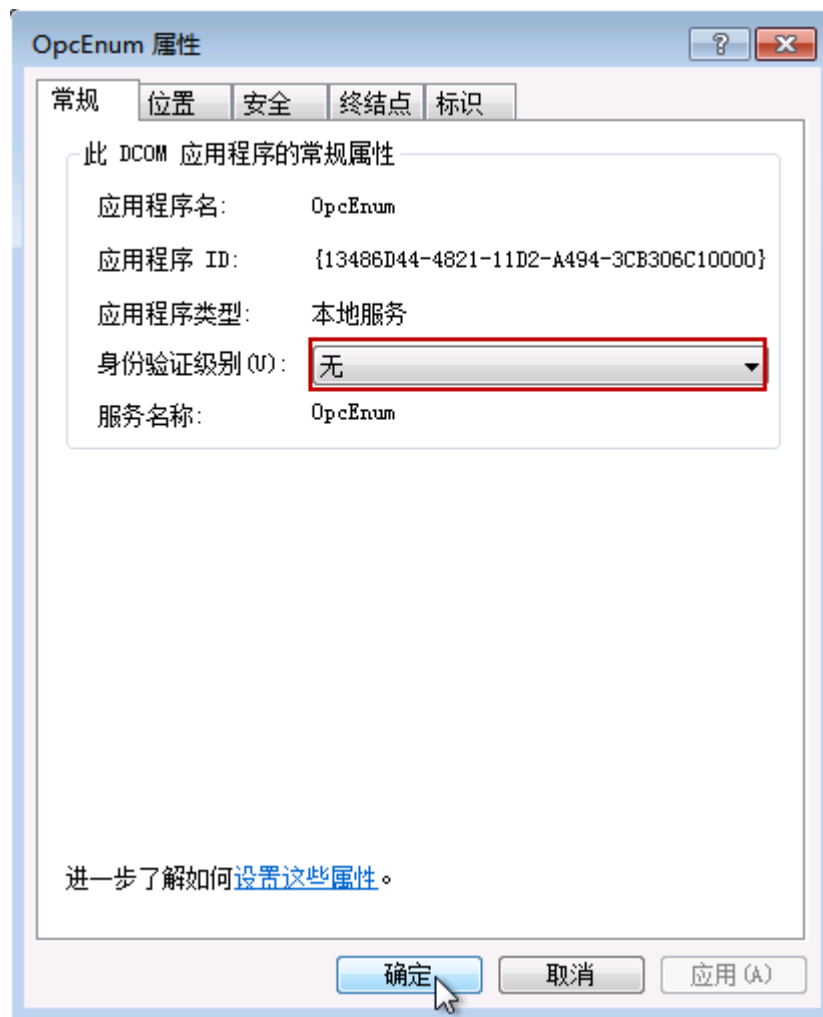 OpcEnum 属性
常规 位置 安全 终结点 标识
此 DCOM 应用程序的常规属性
应用程序名: OpcEnum
应用程序 ID: {13486D44-4821-11D2-A494-3CB306C10000}
应用程序类型: 本地服务
身份验证级别(U): 无
服务名称: OpcEnum
进一步了解如何设置这些属性。
确定 取消 应用(A)